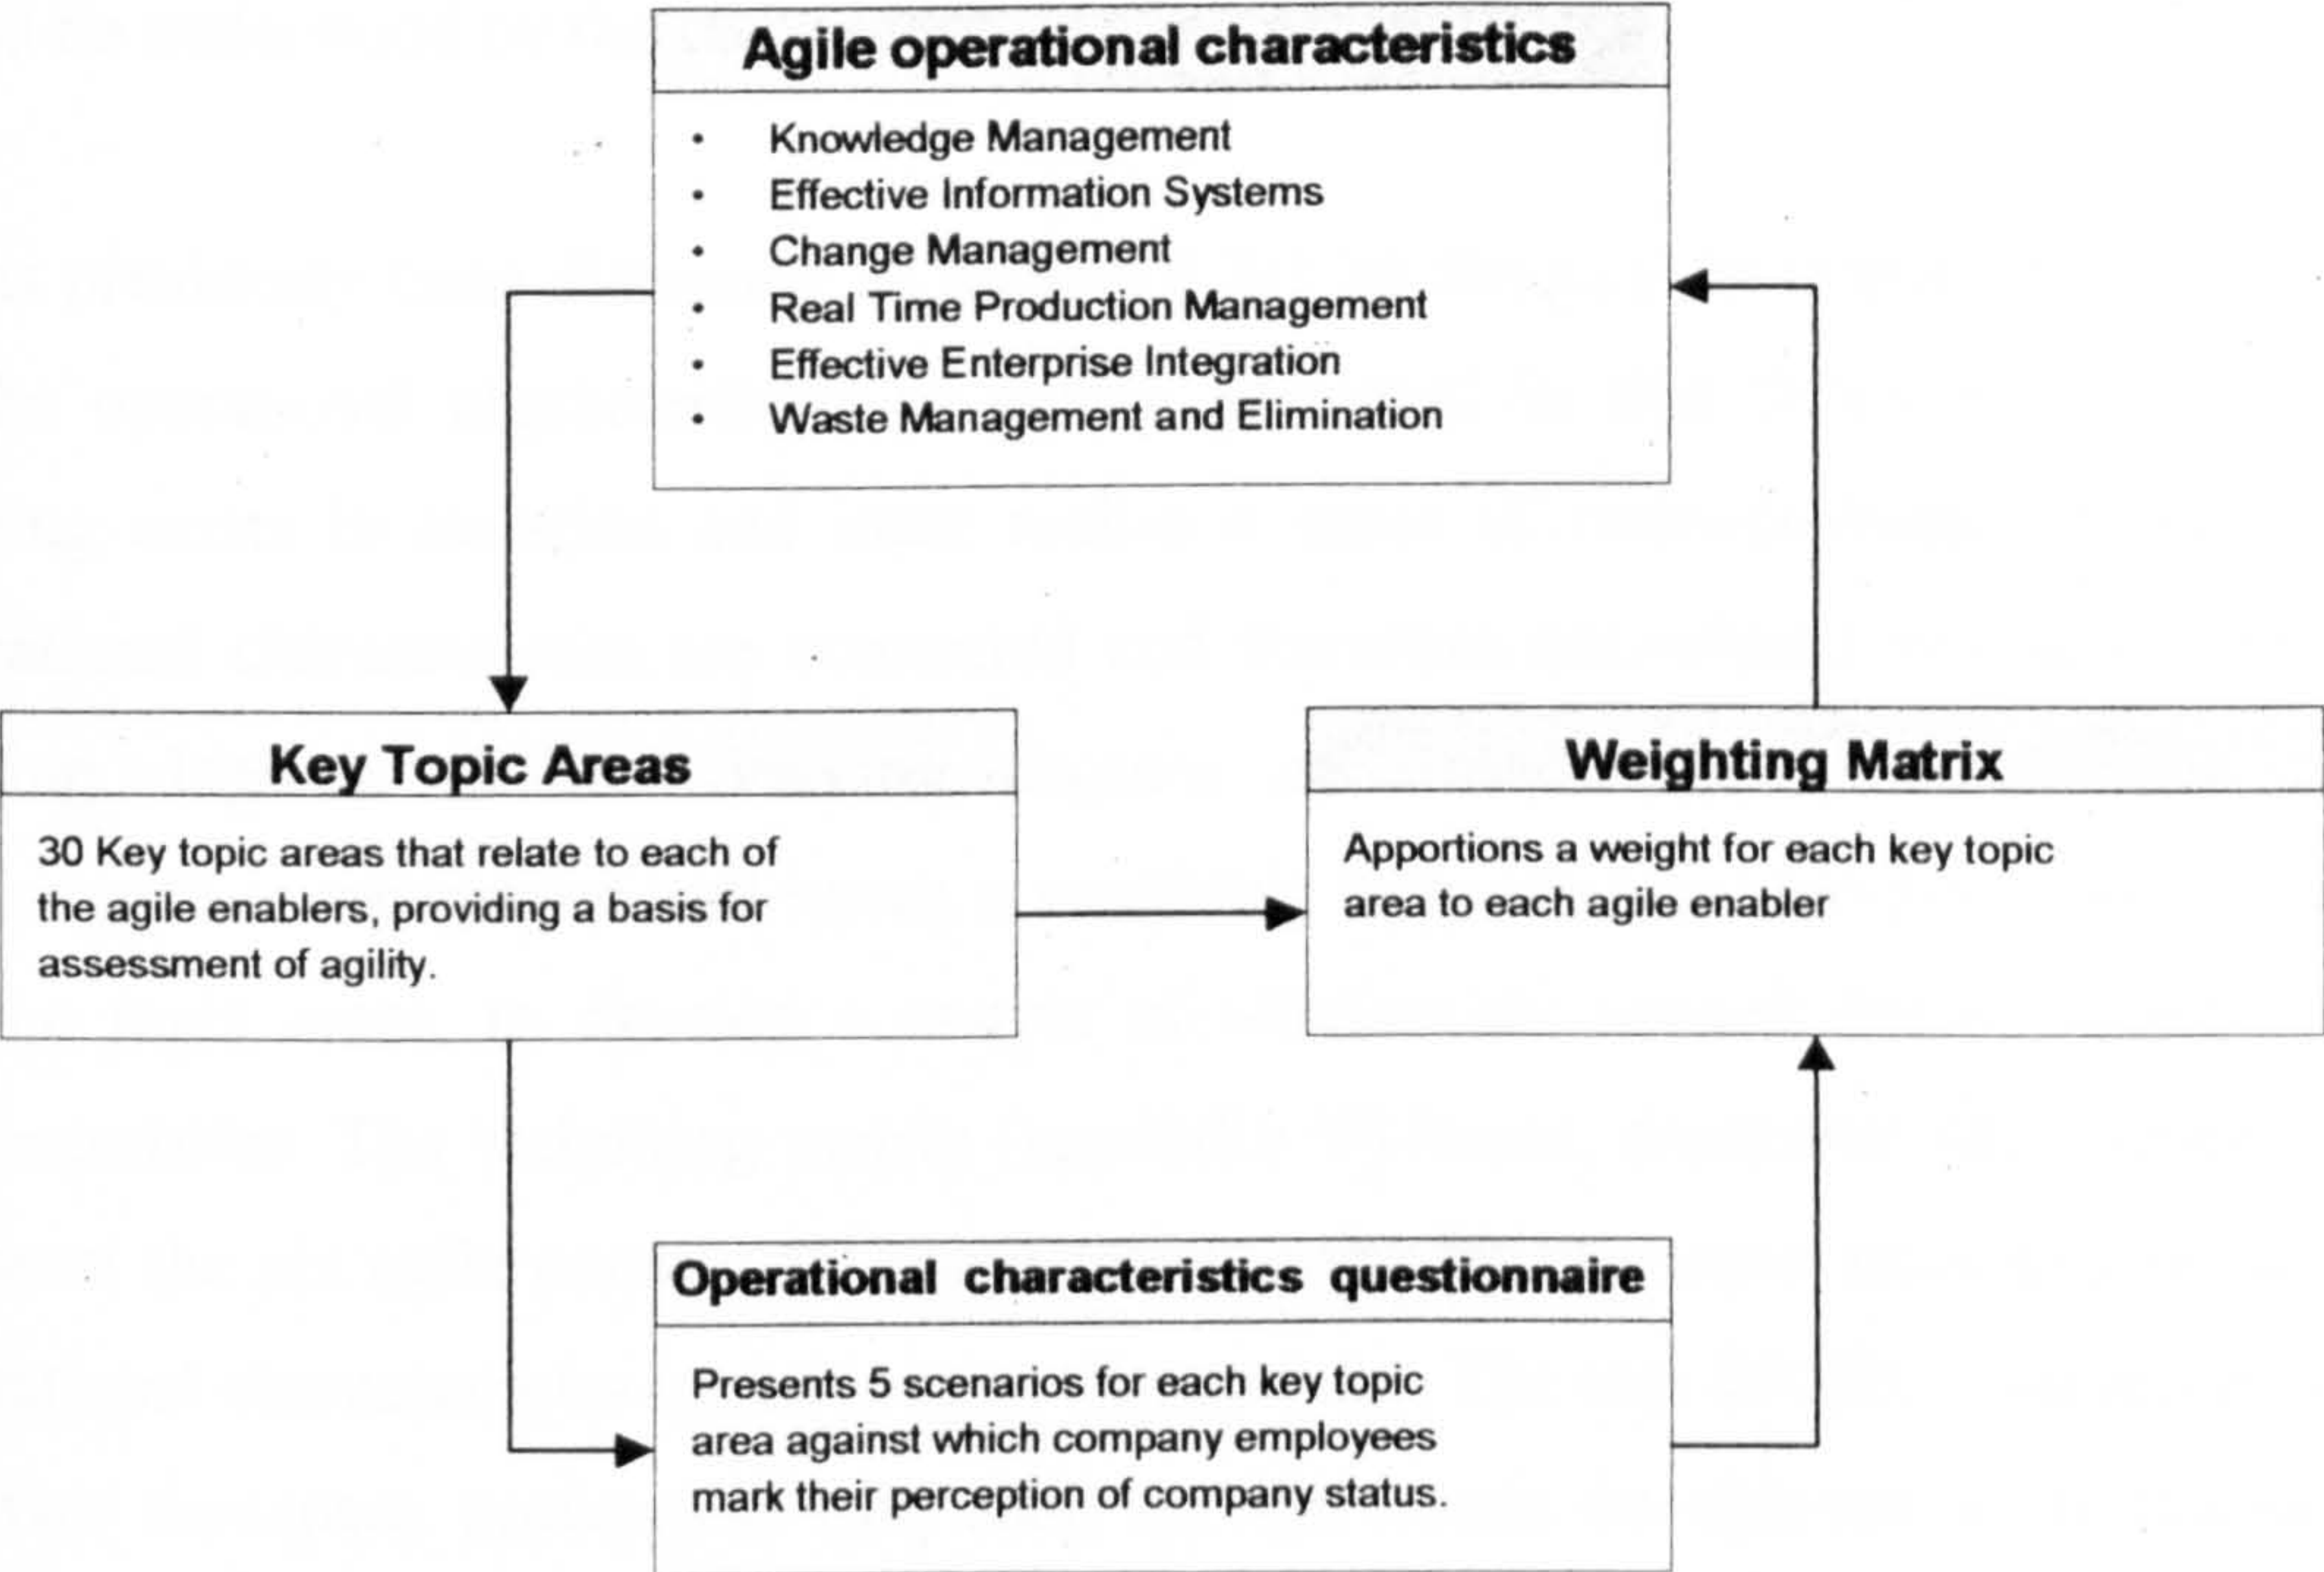 Agile operational characteristics
• Knowledge Management
• Effective Information Systems
• Change Management
• Real Time Production Management
• Effective Enterprise Integration
• Waste Management and Elimination
Key Topic Areas
30 Key topic areas that relate to each of
the agile enablers, providing a basis for
assessment of agility.
Weighting Matrix
Apportions a weight for each key topic
area to each agile enabler
Operational characteristics questionnaire
Presents 5 scenarios for each key topic
area against which company employees
mark their perception of company status.